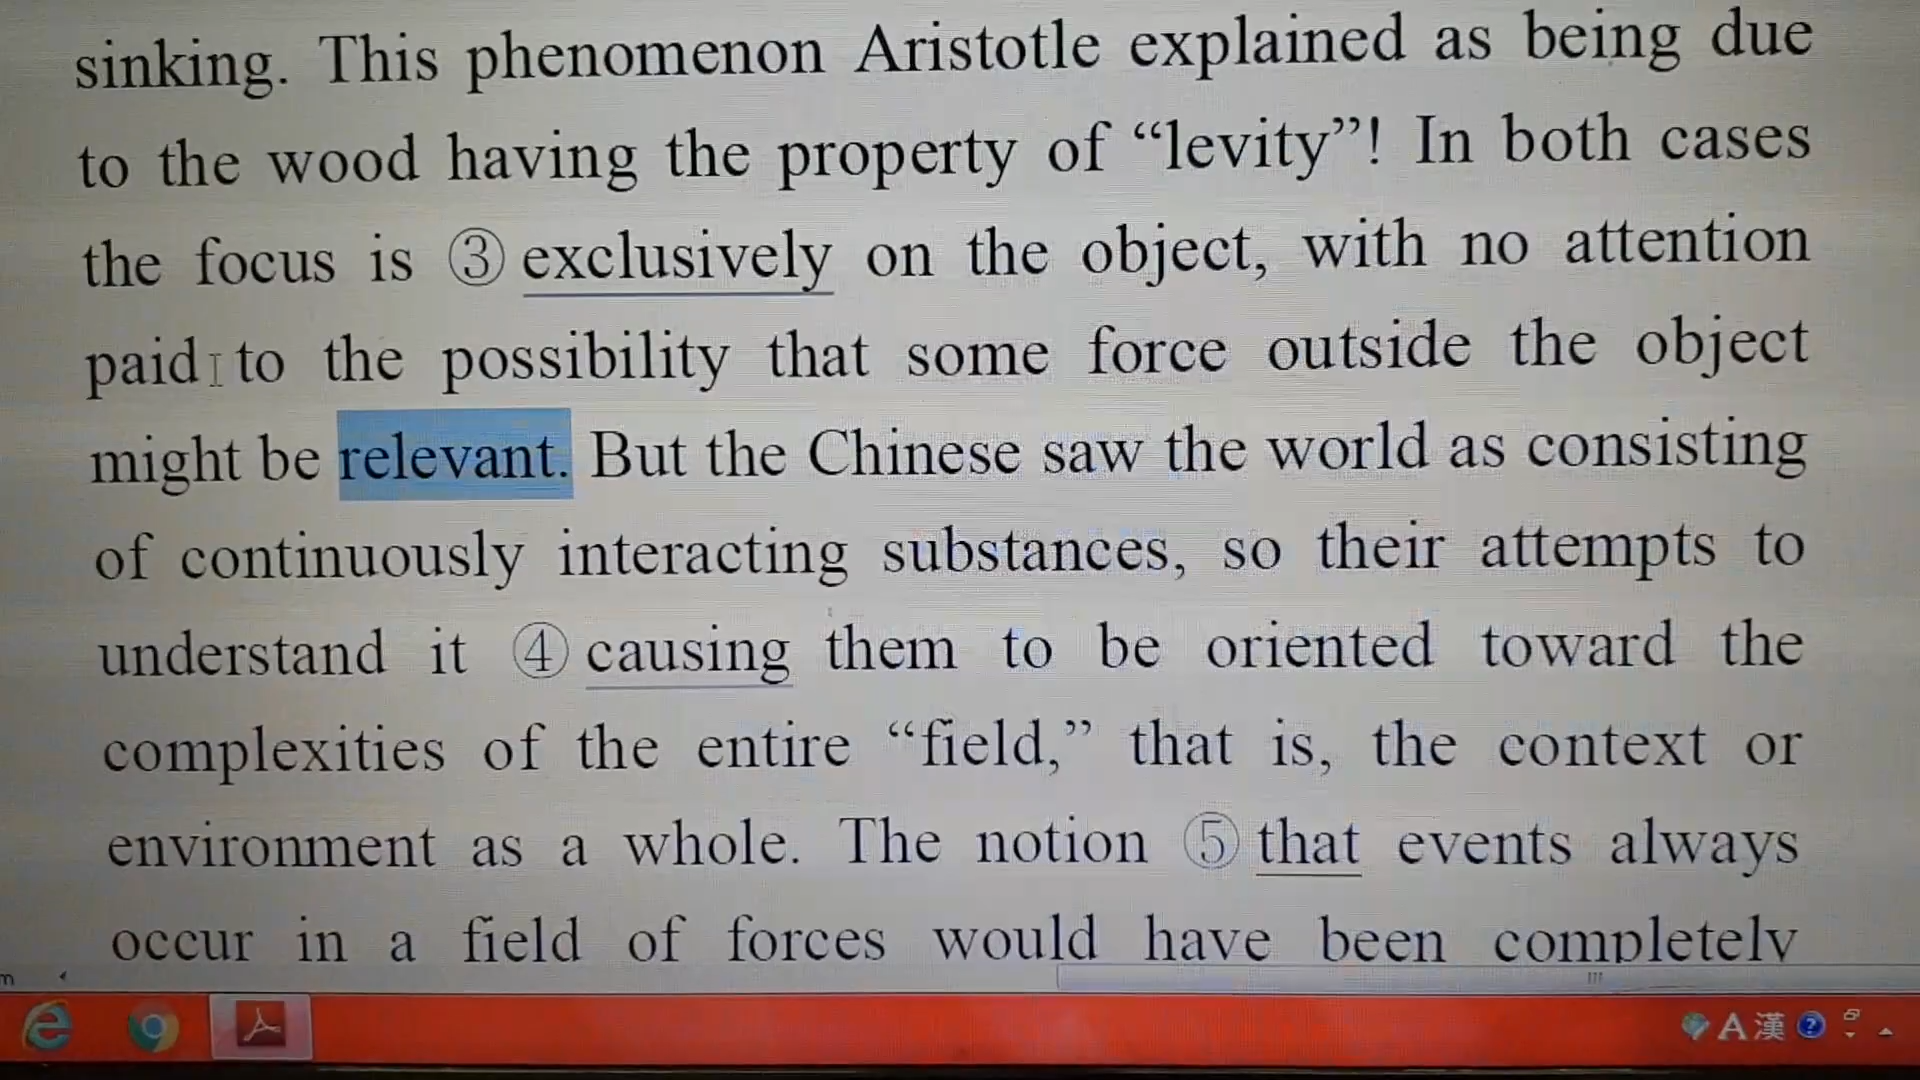 sinking. This phenomenon Aristotle explained as being due
to the wood having the property of “levity”! In both cases
the focus is ③ exclusively on the object, with no attention
paid to the possibility that some force outside the object
might be relevant. But the Chinese saw the world as consisting
of continuously interacting substances, so their attempts to
understand it ④ causing them to be oriented toward the
complexities of the entire “field,” that is, the context or
environment as a whole. The notion ⑤ that events always
occur in a field of forces would have been completely
A 漢